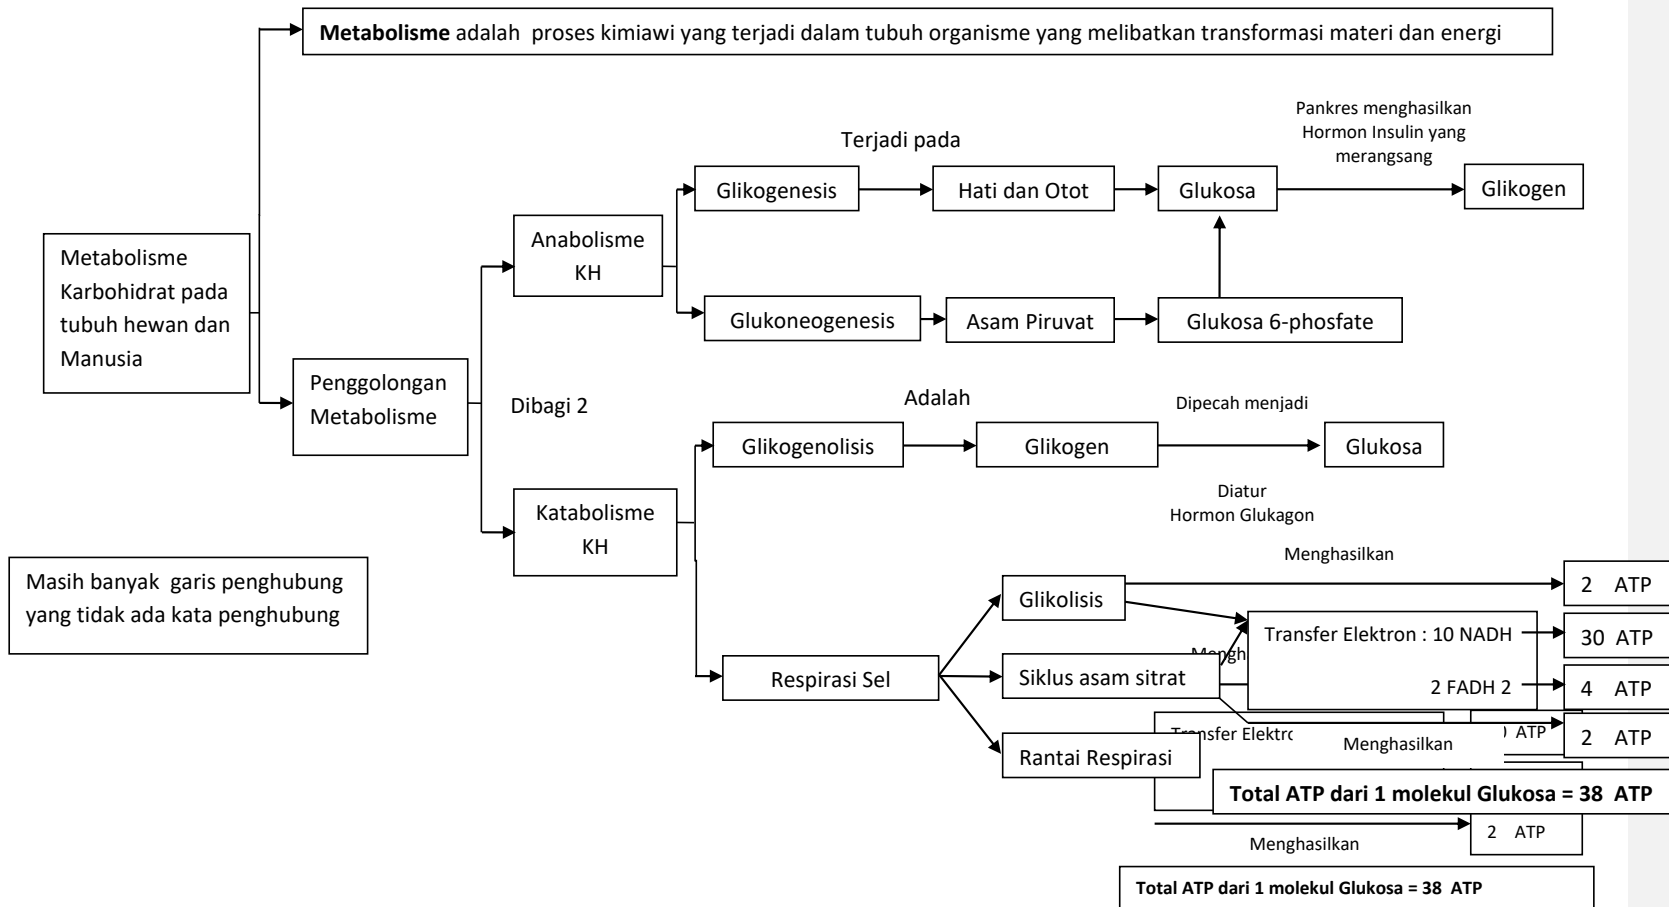 Metabolisme adalah proses kimiawi yang terjadi dalam tubuh organisme yang melibatkan transformasi materi dan energi
Pankres menghasilkan
Hormon Insulin yang
merangsang
Terjadi pada
Glikogenesis
Hati dan Otot
Glukosa
Glikogen
Anabolisme
KH
Metabolisme
Karbohidrat pada
tubuh hewan dan
Manusia
Glukoneogenesis
Asam Piruvat
Glukosa 6-phosfate
Penggolongan
Metabolisme
Dibagi 2
Adalah
Dipecah menjadi
Glikogenolisis
Glikogen
Glukosa
Diatur
Hormon Glukagon
Katabolisme
KH
Masih banyak garis penghubung
yang tidak ada kata penghubung
Menghasilkan
Glikolisis
2 ATP
Transfer Elektron : 10 NADH
30 ATP
Respirasi Sel
Siklus asam sitrat
2 FADH 2
4 ATP
ATP
2 ATP
Menghasilkan
Rantai Respirasi
Total ATP dari 1 molekul Glukosa = 38 ATP
2 ATP
Menghasilkan
Total ATP dari 1 molekul Glukosa = 38 ATP